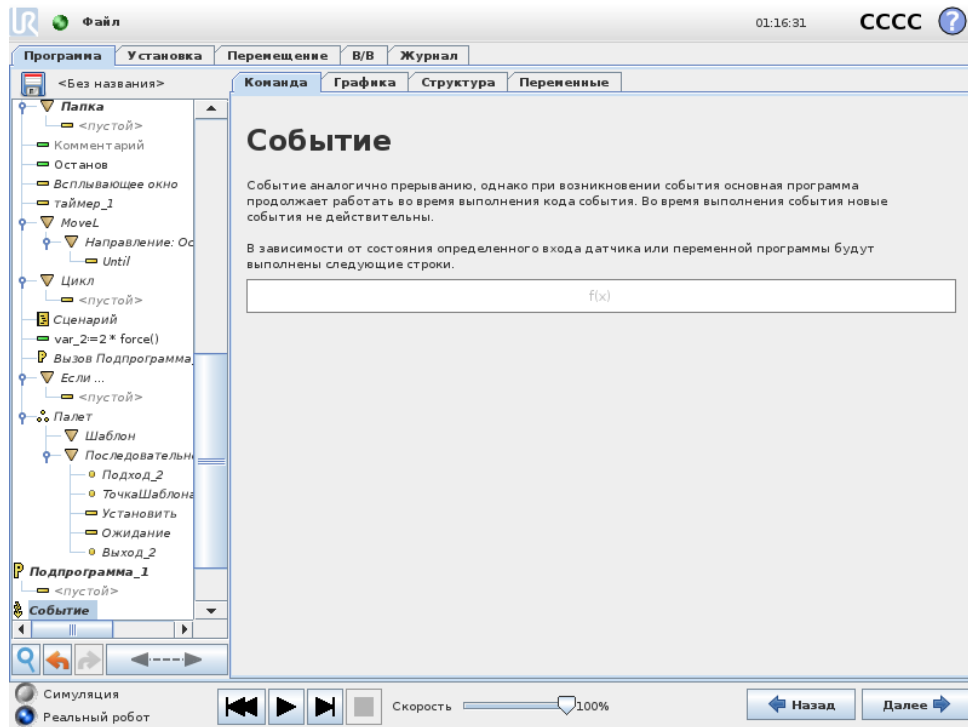 UR Файл 01:16:31 CCCC ?
Программа Установка Перемещение В/В Журнал
<Без названия>
Команда Графика Структура Переменные
Папка
<пустой>
Комментарий
Останов
Всплывающее окно
таймер_1
MoveL
Направление: Ос
Until
Цикл
<пустой>
Сценарий
var_2:=2 * force()
Вызов Подпрограмма_
Если ...
<пустой>
Палет
Шаблон
Последовательн
Подход_2
ТочкаШаблона
Установить
Ожидание
Выход_2
Подпрограмма_1
<пустой>
Событие
Событие
Событие аналогично прерыванию, однако при возникновении события основная программа
продолжает работать во время выполнения кода события. Во время выполнения события новые
события не действительны.
В зависимости от состояния определенного входа датчика или переменной программы будут
выполнены следующие строки.
f(x)
Симуляция
Реальный робот
Скорость 100%
Назад Далее